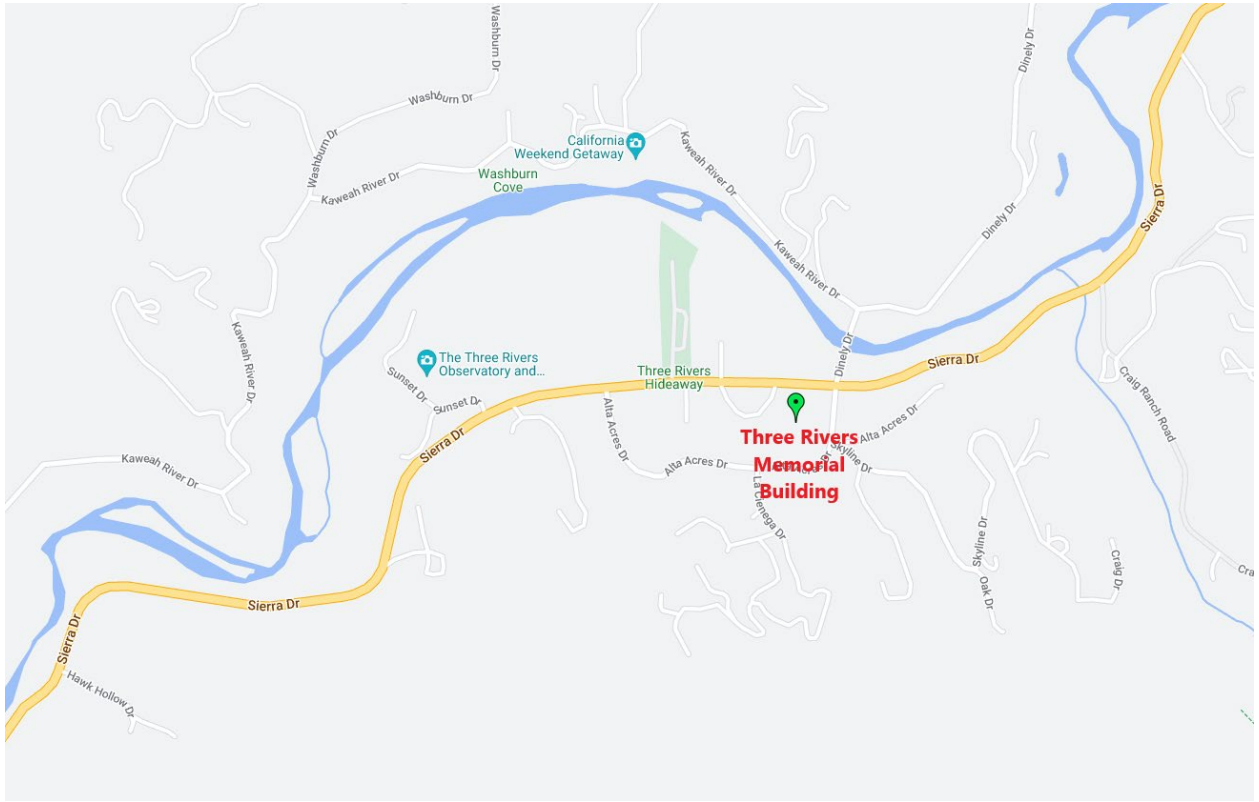 Washburn Dr
Dinely Dr
Washburn Dr
California
Weekend Getaway
Washburn Dr
Kaweah River Dr
Kaweah River Dr
Washburn
Cove
Sierra Dr
Dinely Dr
Kaweah River Dr
Kaweah River Dr
Dinely Dr
The Three Rivers
Observatory and...
Sierra Dr
Three Rivers
Hideaway
Sunset Dr
Sunset Dr
Craig Ranch Road
Alta Acres Dr
Alta Acres Dr
Sierra Dr
Three Rivers
Memorial
Building
Skyline Dr
Kaweah River Dr
Alta Acres Dr
Alta Acres Dr
La Cienega Dr
Skyline Dr
Craig Dr
Cra
Oak Dr
Sierra Dr
Sierra Dr
Hawk Hollow Dr